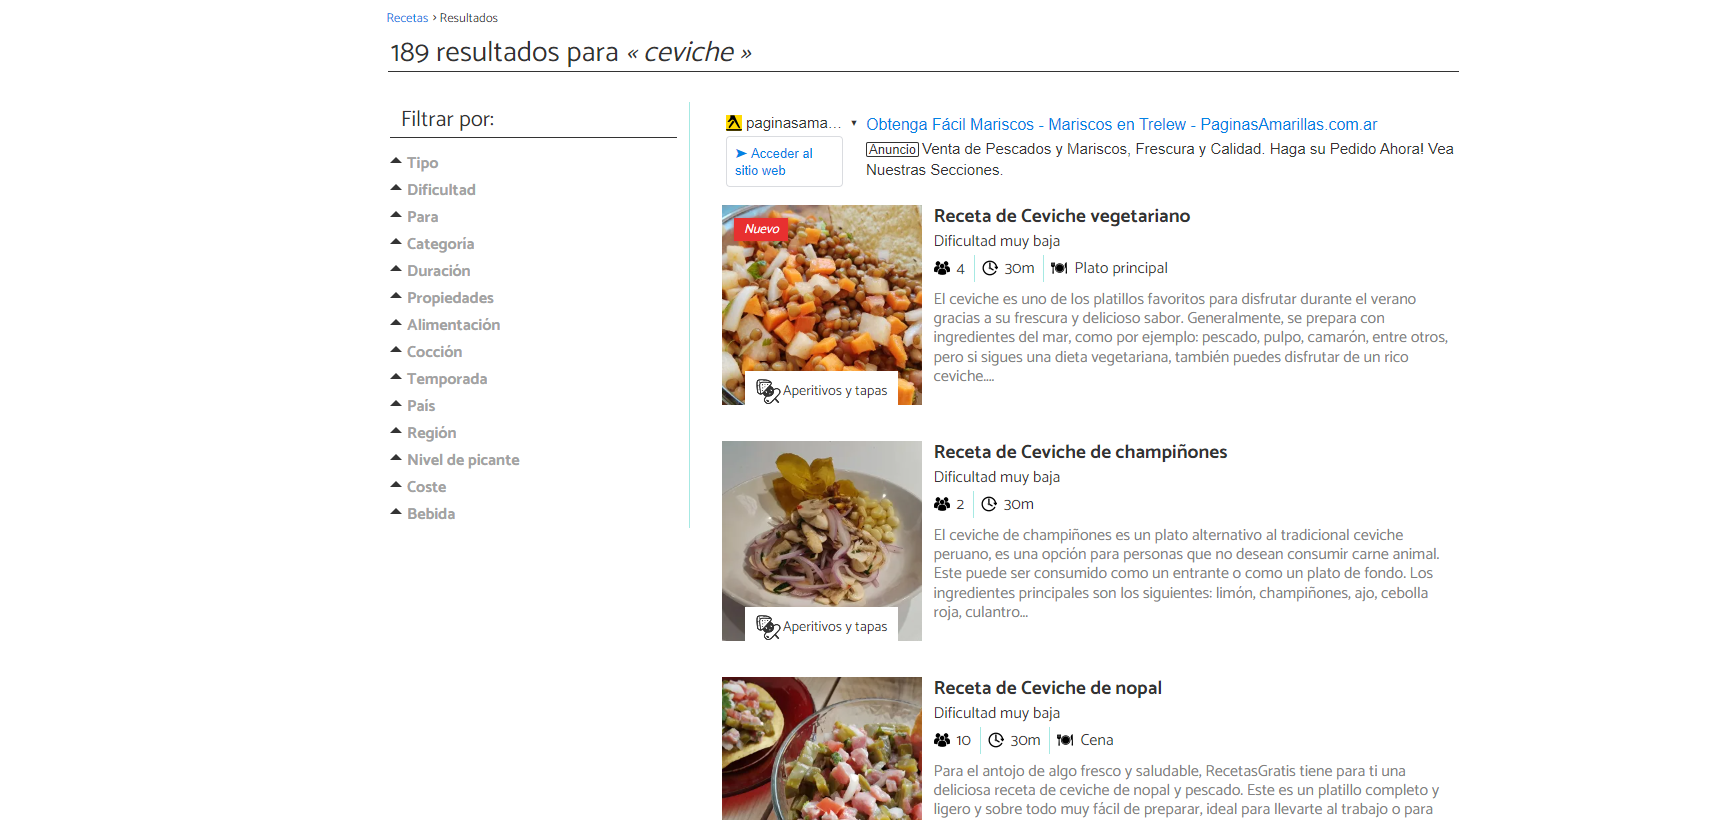 Recetas › Resultados
189 resultados para « ceviche »
Filtrar por:
Tipo
Dificultad
Para
Categoría
Duración
Propiedades
Alimentación
Cocción
Temporada
País
Región
Nivel de picante
Coste
Bebida
paginasama...
Acceder al
sitio web
Obtenga Fácil Mariscos - Mariscos en Trelew - PaginasAmarillas.com.ar
Anuncio Venta de Pescados y Mariscos, Frescura y Calidad. Haga su Pedido Ahora! Vea
Nuestras Secciones.
Nuevo
Aperitivos y tapas
Receta de Ceviche vegetariano
Dificultad muy baja
4 30m Plato principal
El ceviche es uno de los platillos favoritos para disfrutar durante el verano
gracias a su frescura y delicioso sabor. Generalmente, se prepara con
ingredientes del mar, como por ejemplo: pescado, pulpo, camarón, entre otros,
pero si sigues una dieta vegetariana, también puedes disfrutar de un rico
ceviche....
Aperitivos y tapas
Receta de Ceviche de champiñones
Dificultad muy baja
2 30m
El ceviche de champiñones es un plato alternativo al tradicional ceviche
peruano, es una opción para personas que no desean consumir carne animal.
Este puede ser consumido como un entrante o como un plato de fondo. Los
ingredientes principales son los siguientes: limón, champiñones, ajo, cebolla
roja, culantro...
Receta de Ceviche de nopal
Dificultad muy baja
10 30m Cena
Para el antojo de algo fresco y saludable, RecetasGratis tiene para ti una
deliciosa receta de ceviche de nopal y pescado. Este es un platillo completo y
ligero y sobre todo muy fácil de preparar, ideal para llevarte al trabajo o para